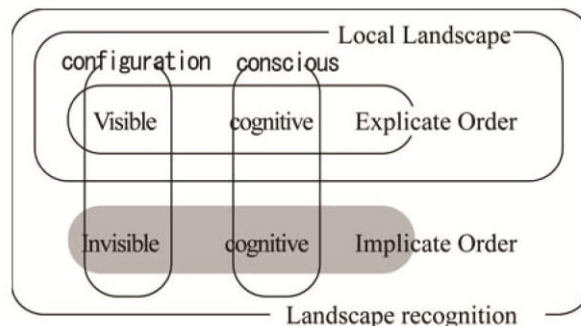 Local Landscape
configuration conscious
Visible cognitive Explicate Order
Invisible cognitive Implicate Order
Landscape recognition